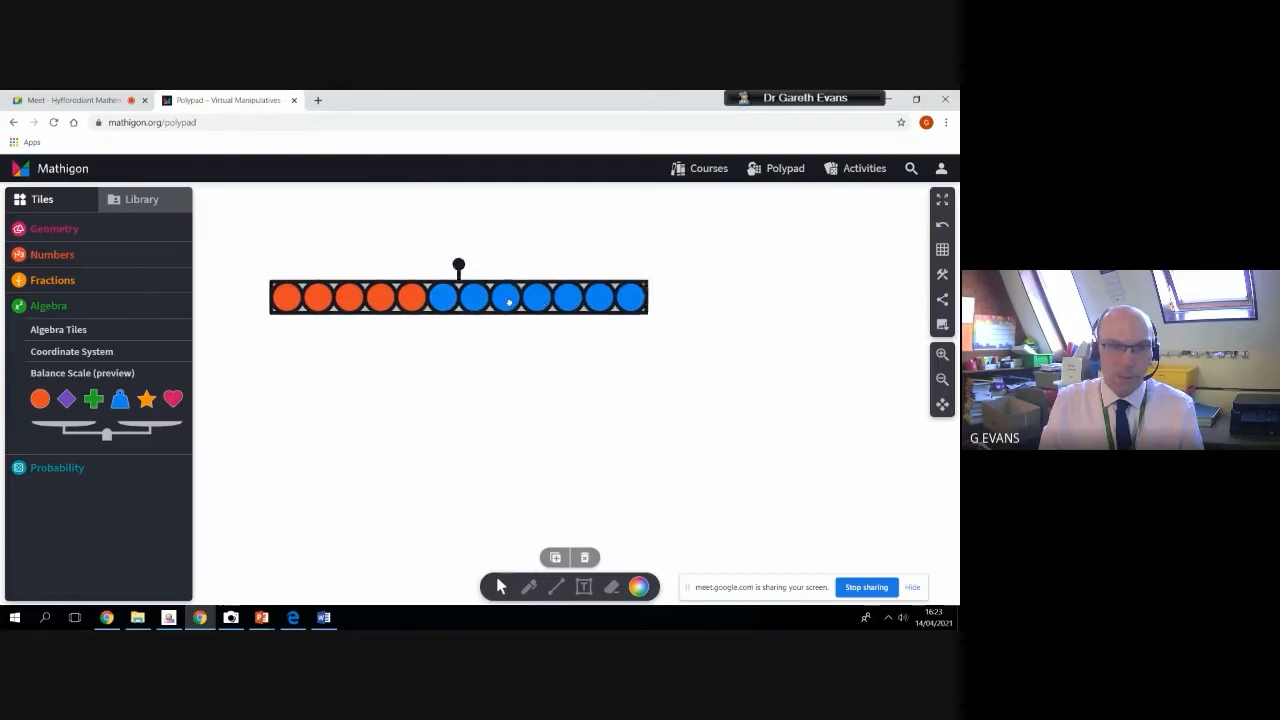 Meet - Hyfforddiant Mathem
Polypad – Virtual Manipulatives
Dr Gareth Evans
mathigon.org/polypad
G
Apps
Mathigon
Courses
Polypad
Activities
Tiles
Library
Geometry
Numbers
Fractions
Algebra
Algebra Tiles
Coordinate System
Balance Scale (preview)
Probability
G EVANS
T
meet.google.com is sharing your screen.
Stop sharing
Hide
16:23
14/04/2021